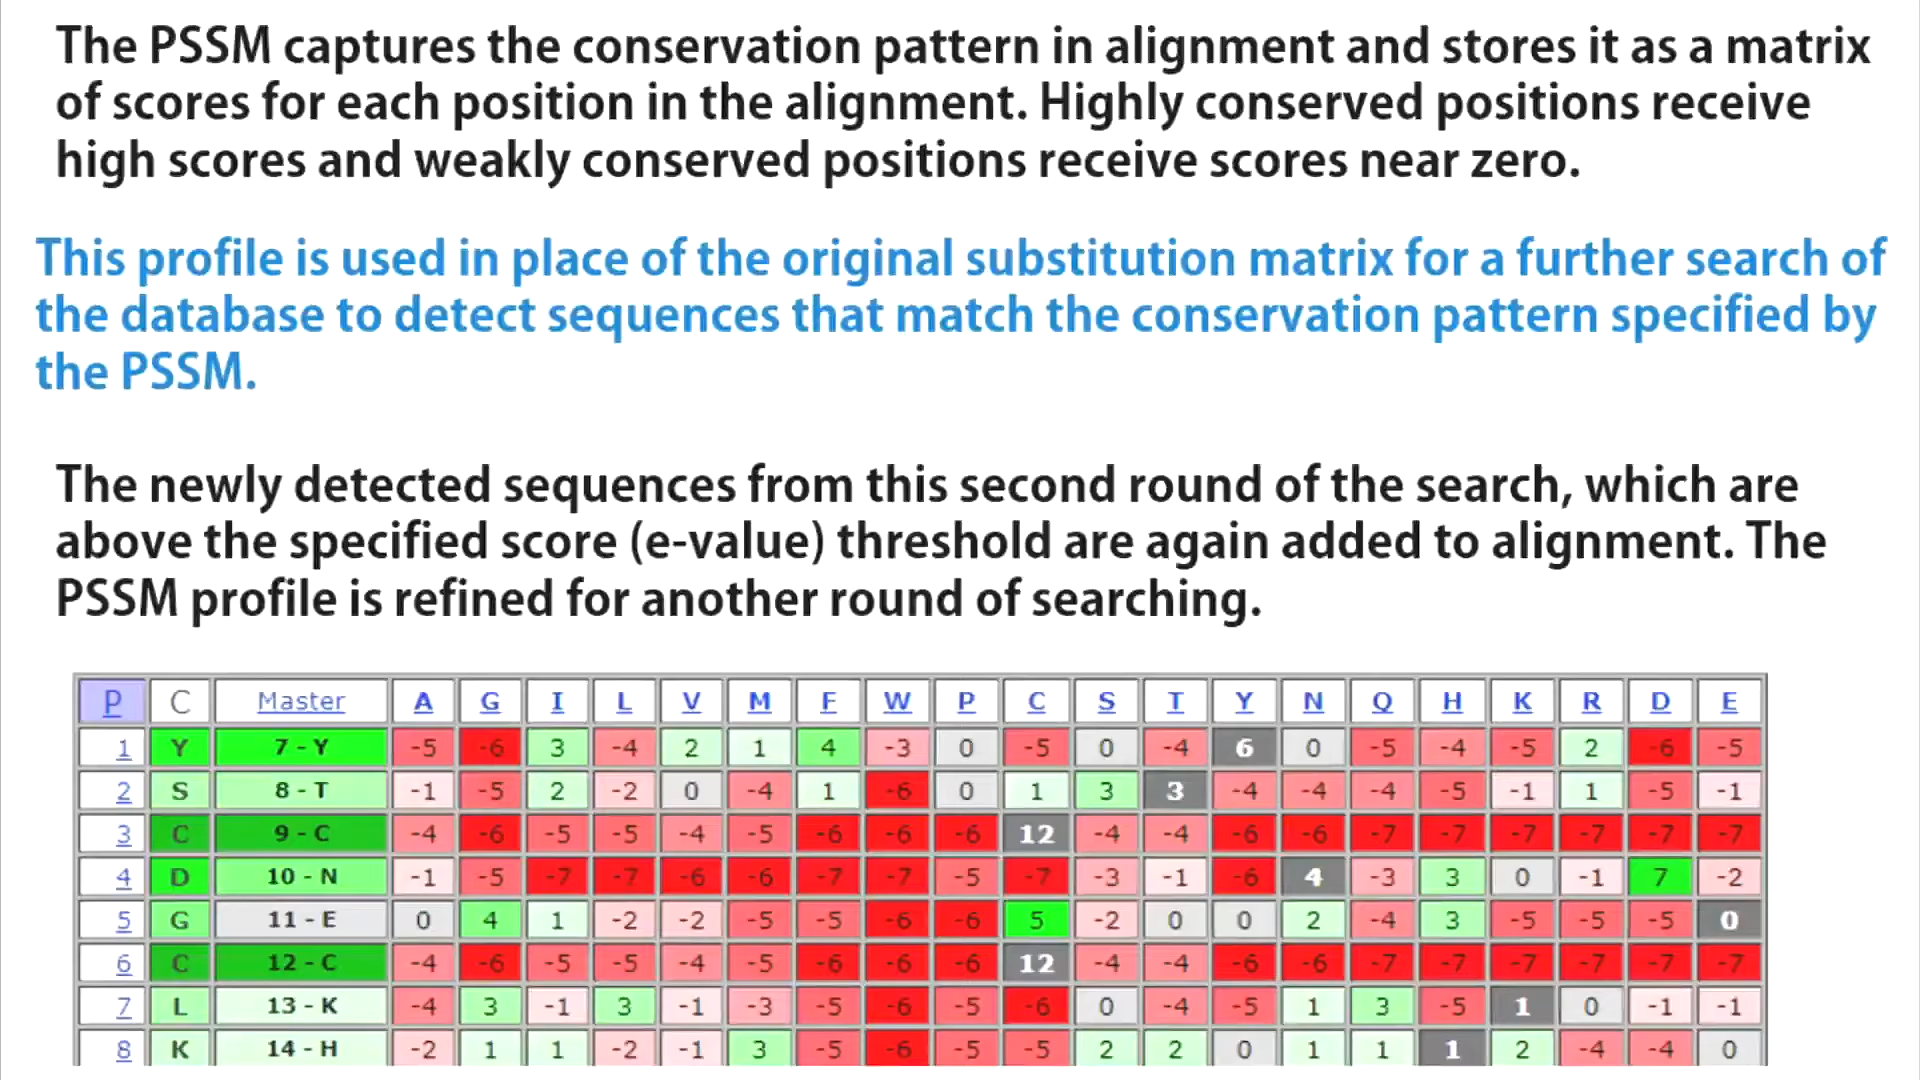 The PSSM captures the conservation pattern in alignment and stores it as a matrix
of scores for each position in the alignment. Highly conserved positions receive
high scores and weakly conserved positions receive scores near zero.
This profile is used in place of the original substitution matrix for a further search of
the database to detect sequences that match the conservation pattern specified by
the PSSM.
The newly detected sequences from this second round of the search, which are
above the specified score (e-value) threshold are again added to alignment. The
PSSM profile is refined for another round of searching.
P C Master A G I L V M F W P C S T Y N Q H K R D E
1 Y 7 - Y -5 -6 3 -4 2 1 4 -3 0 -5 0 -4 6 0 -5 -4 -5 2 -6 -5
2 S 8 - T -1 -5 2 -2 0 -4 1 -6 0 1 3 3 -4 -4 -4 -5 -1 1 -5 -1
3 C 9 - C -4 -6 -5 -5 -4 -5 -6 -6 -6 12 -4 -4 -6 -6 -7 -7 -7 -7 -7 -7
4 D 10 - N -1 -5 -7 -7 -6 -6 -7 -7 -5 -7 -3 -1 -6 4 -3 3 0 -1 7 -2
5 G 11 - E 0 4 1 -2 -2 -5 -5 -6 -6 5 -2 0 0 2 -4 3 -5 -5 -5 0
6 C 12 - C -4 -6 -5 -5 -4 -5 -6 -6 -6 12 -4 -4 -6 -6 -7 -7 -7 -7 -7 -7
7 L 13 - K -4 3 -1 3 -1 -3 -5 -6 -5 -6 0 -4 -5 1 3 -5 1 0 -1 -1
8 K 14 - H -2 1 1 -2 -1 3 -5 -6 -5 -5 2 2 0 1 1 1 2 -4 -4 0